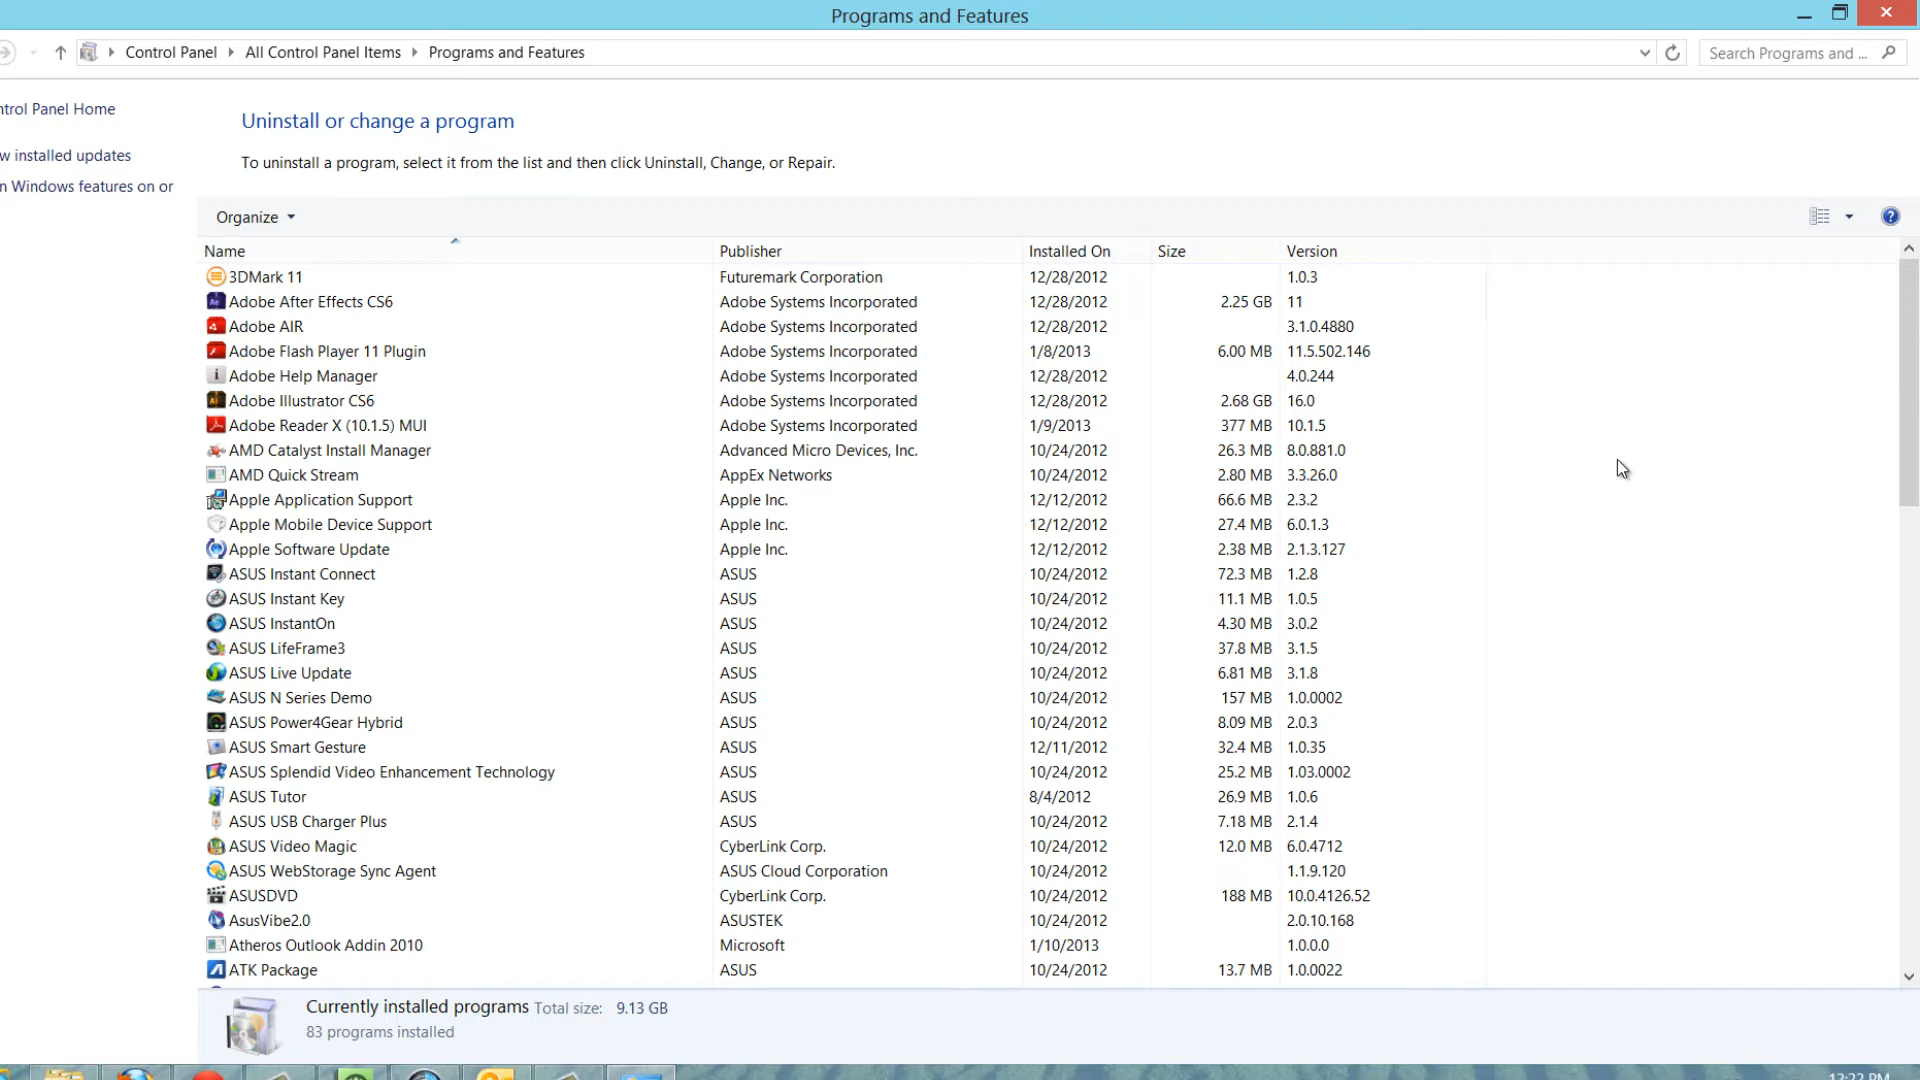 Programs and Features
Control Panel All Control Panel Items Programs and Features
Search Programs and ...
ntrol Panel Home
w installed updates
n Windows features on or
Uninstall or change a program
To uninstall a program, select it from the list and then click Uninstall, Change, or Repair.
Organize
Name Publisher Installed On Size Version
3DMark 11 Futuremark Corporation 12/28/2012 1.0.3
Adobe After Effects CS6 Adobe Systems Incorporated 12/28/2012 2.25 GB 11
Adobe AIR Adobe Systems Incorporated 12/28/2012 3.1.0.4880
Adobe Flash Player 11 Plugin Adobe Systems Incorporated 1/8/2013 6.00 MB 11.5.502.146
Adobe Help Manager Adobe Systems Incorporated 12/28/2012 4.0.244
Adobe Illustrator CS6 Adobe Systems Incorporated 12/28/2012 2.68 GB 16.0
Adobe Reader X (10.1.5) MUI Adobe Systems Incorporated 1/9/2013 377 MB 10.1.5
AMD Catalyst Install Manager Advanced Micro Devices, Inc. 10/24/2012 26.3 MB 8.0.881.0
AMD Quick Stream AppEx Networks 10/24/2012 2.80 MB 3.3.26.0
Apple Application Support Apple Inc. 12/12/2012 66.6 MB 2.3.2
Apple Mobile Device Support Apple Inc. 12/12/2012 27.4 MB 6.0.1.3
Apple Software Update Apple Inc. 12/12/2012 2.38 MB 2.1.3.127
ASUS Instant Connect ASUS 10/24/2012 72.3 MB 1.2.8
ASUS Instant Key ASUS 10/24/2012 11.1 MB 1.0.5
ASUS InstantOn ASUS 10/24/2012 4.30 MB 3.0.2
ASUS LifeFrame3 ASUS 10/24/2012 37.8 MB 3.1.5
ASUS Live Update ASUS 10/24/2012 6.81 MB 3.1.8
ASUS N Series Demo ASUS 10/24/2012 157 MB 1.0.0002
ASUS Power4Gear Hybrid ASUS 10/24/2012 8.09 MB 2.0.3
ASUS Smart Gesture ASUS 12/11/2012 32.4 MB 1.0.35
ASUS Splendid Video Enhancement Technology ASUS 10/24/2012 25.2 MB 1.03.0002
ASUS Tutor ASUS 8/4/2012 26.9 MB 1.0.6
ASUS USB Charger Plus ASUS 10/24/2012 7.18 MB 2.1.4
ASUS Video Magic CyberLink Corp. 10/24/2012 12.0 MB 6.0.4712
ASUS WebStorage Sync Agent ASUS Cloud Corporation 10/24/2012 1.1.9.120
ASUSDVD CyberLink Corp. 10/24/2012 188 MB 10.0.4126.52
AsusVibe2.0 ASUSTEK 10/24/2012 2.0.10.168
Atheros Outlook Addin 2010 Microsoft 1/10/2013 1.0.0.0
ATK Package ASUS 10/24/2012 13.7 MB 1.0.0022
Currently installed programs Total size: 9.13 GB
83 programs installed
12:22 PM